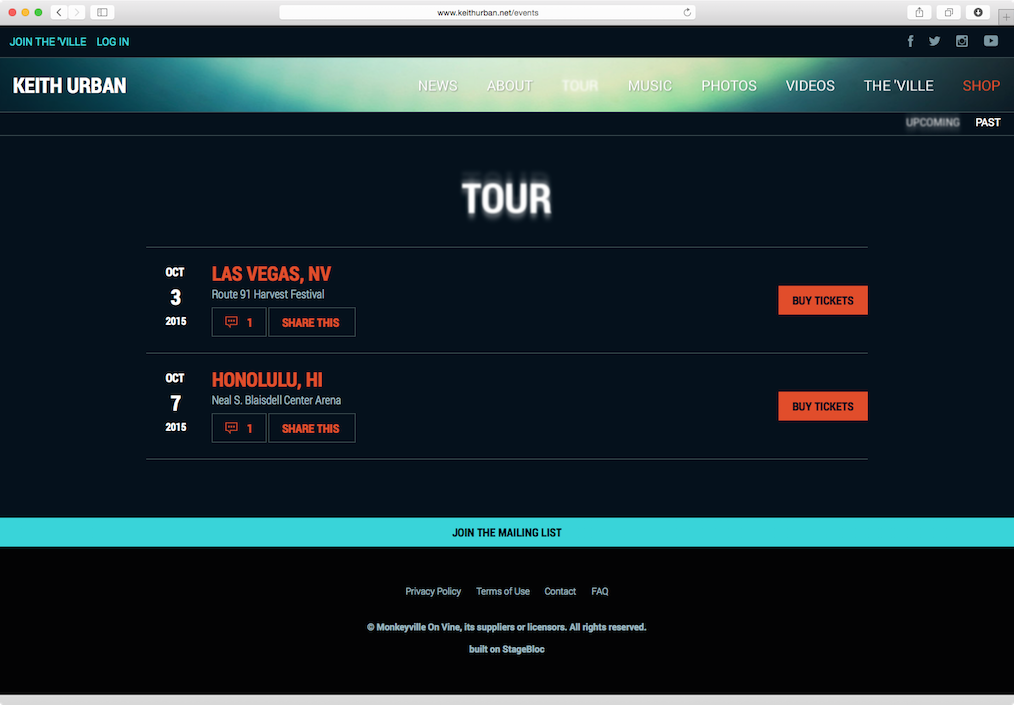 www.keithurban.net/events
JOIN THE 'VILLE LOG IN
KEITH URBAN
NEWS ABOUT TOUR MUSIC PHOTOS VIDEOS THE 'VILLE SHOP
UPCOMING PAST
TOUR
OCT
3
2015
LAS VEGAS, NV
Route 91 Harvest Festival
1 SHARE THIS
BUY TICKETS
OCT
7
2015
HONOLULU, HI
Neal S. Blaisdell Center Arena
1 SHARE THIS
BUY TICKETS
JOIN THE MAILING LIST
Privacy Policy Terms of Use Contact FAQ
© Monkeyville On Vine, its suppliers or licensors. All rights reserved.
built on StageBloc